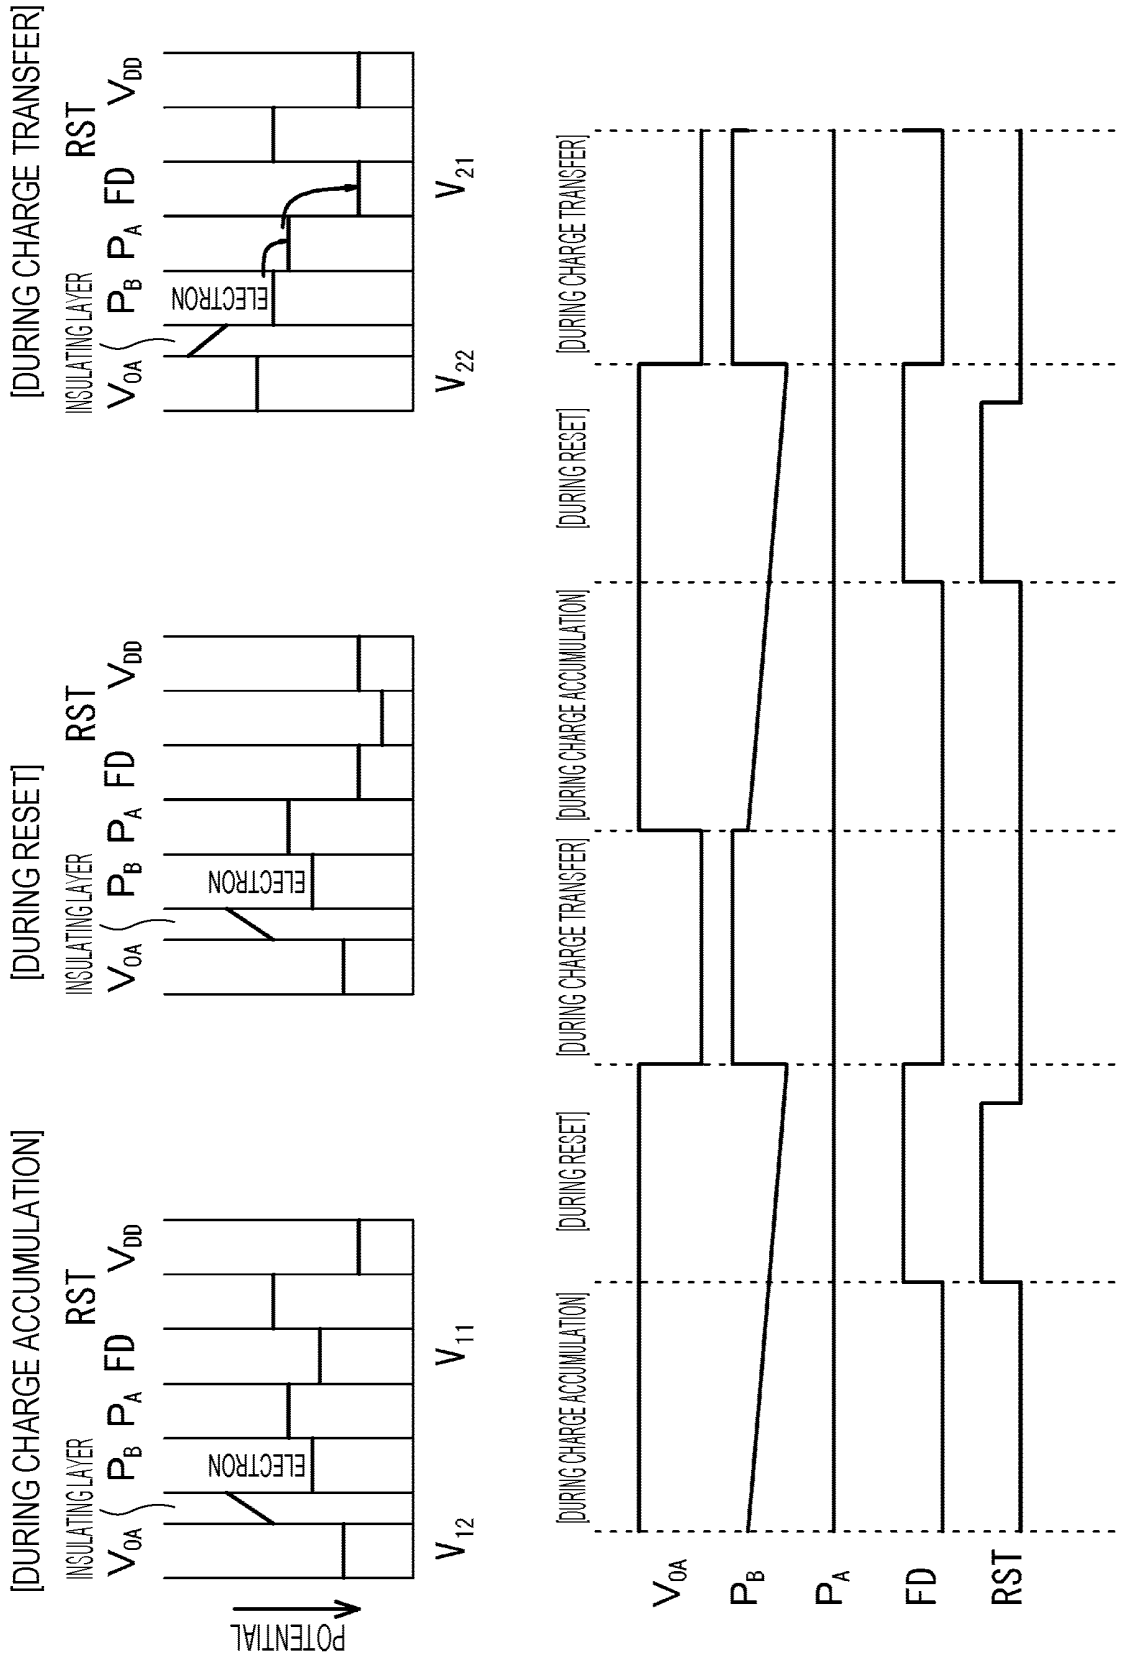 [DURING CHARGE ACCUMULATION]
INSULATING LAYER
RST
V0A PB PA FD VDD
ELECTRON
POTENTIAL
V12 V11
[DURING RESET]
INSULATING LAYER
RST
V0A PB PA FD VDD
ELECTRON
[DURING CHARGE TRANSFER]
INSULATING LAYER
RST
V0A PB PA FD VDD
ELECTRON
V22 V21
[DURING CHARGE ACCUMULATION] [DURING RESET] [DURING CHARGE TRANSFER] [DURING CHARGE ACCUMULATION] [DURING RESET] [DURING CHARGE TRANSFER]
V0A
PB
PA
FD
RST